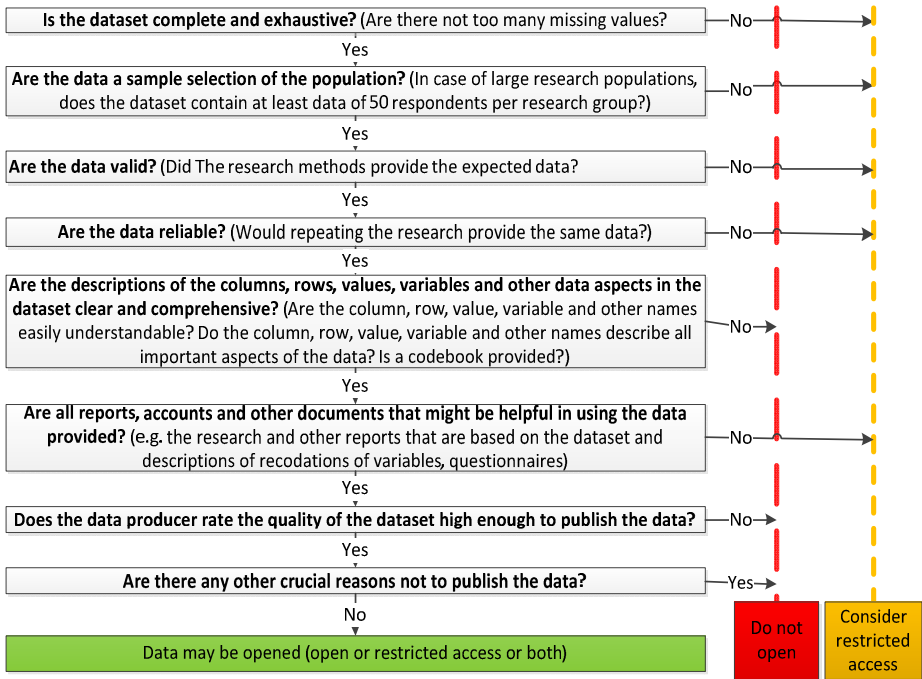 Is the dataset complete and exhaustive? (Are there not too many missing values?
No
Yes
Are the data a sample selection of the population? (In case of large research populations,
does the dataset contain at least data of 50 respondents per research group?)
No
Yes
Are the data valid? (Did The research methods provide the expected data?
No
Yes
Are the data reliable? (Would repeating the research provide the same data?)
No
Yes
Are the descriptions of the columns, rows, values, variables and other data aspects in the
dataset clear and comprehensive? (Are the column, row, value, variable and other names
easily understandable? Do the column, row, value, variable and other names describe all
important aspects of the data? Is a codebook provided?)
No
Yes
Are all reports, accounts and other documents that might be helpful in using the data
provided? (e.g. the research and other reports that are based on the dataset and
descriptions of recodations of variables, questionnaires)
No
Yes
Does the data producer rate the quality of the dataset high enough to publish the data?
No
Yes
Are there any other crucial reasons not to publish the data?
Yes
No
Data may be opened (open or restricted access or both)
Do not
open
Consider
restricted
access